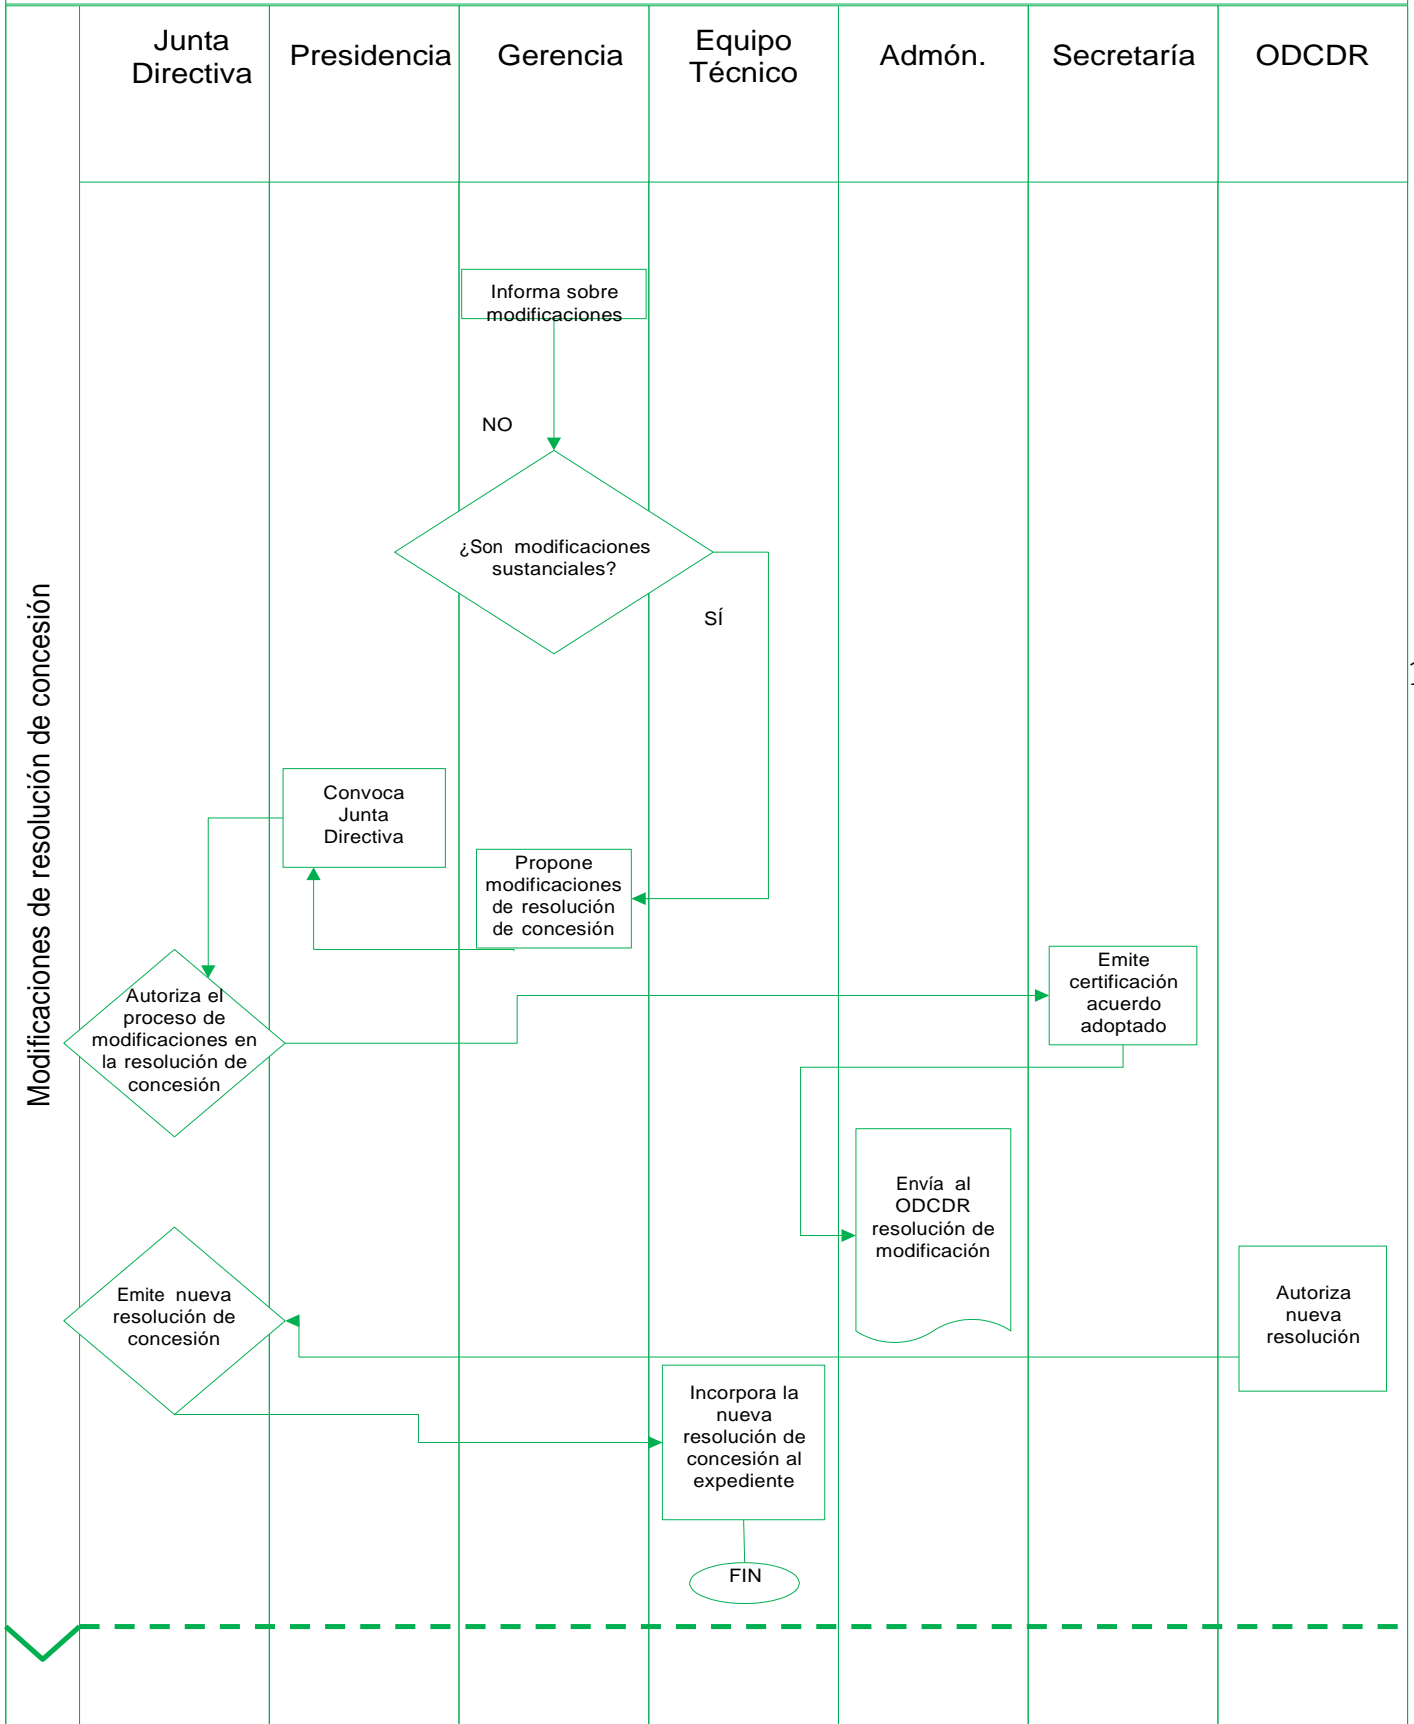 Junta
Directiva
Presidencia
Gerencia
Equipo
Técnico
Admón.
Secretaría
ODCDR
Modificaciones de resolución de concesión
Informa sobre
modificaciones
NO
¿Son modificaciones
sustanciales?
SÍ
Convoca
Junta
Directiva
Propone
modificaciones
de resolución
de concesión
Autoriza el
proceso de
modificaciones en
la resolución de
concesión
Emite
certificación
acuerdo
adoptado
Envía al
ODCDR
resolución de
modificación
Autoriza
nueva
resolución
Emite nueva
resolución de
concesión
Incorpora la
nueva
resolución de
concesión al
expediente
FIN